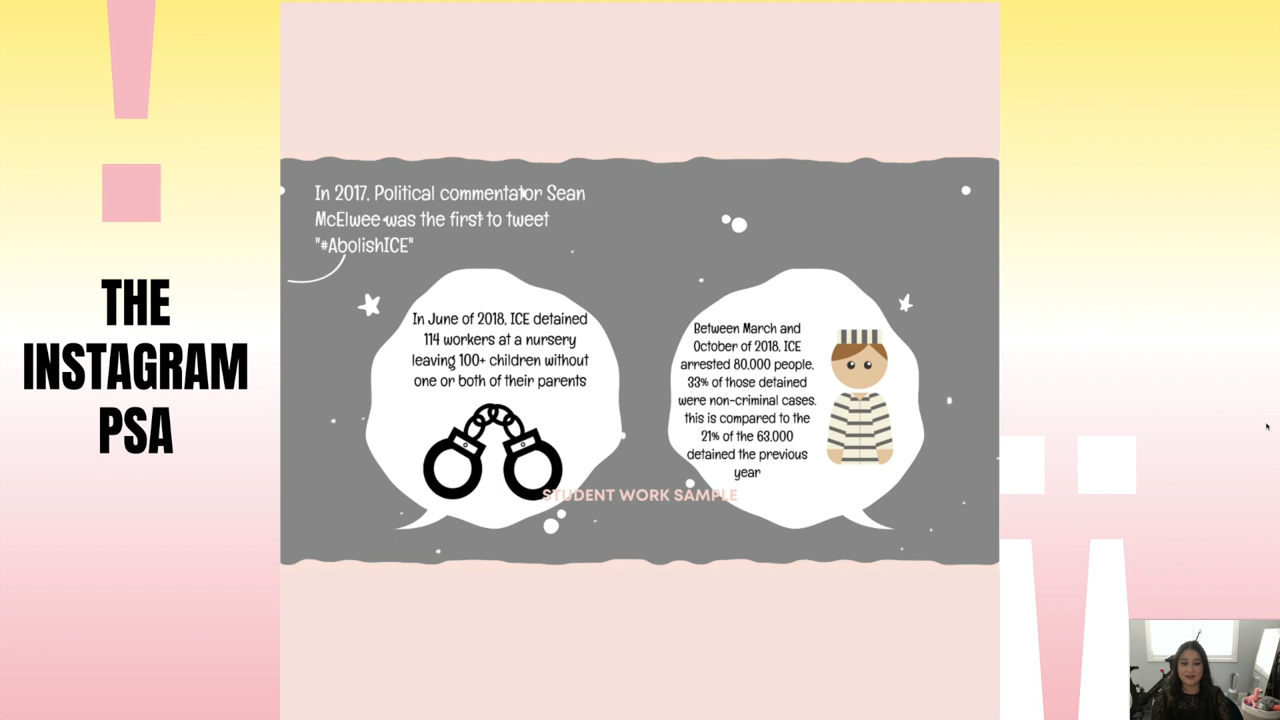 THE
INSTAGRAM
PSA
In 2017, Political commentator Sean
McElwee was the first to tweet
"#AbolishICE"
In June of 2018, ICE detained
114 workers at a nursery
leaving 100+ children without
one or both of their parents
Between March and
October of 2018, ICE
arrested 80,000 people,
33% of those detained
were non-criminal cases.
this is compared to the
21% of the 63,000
detained the previous
year
STUDENT WORK SAMPLE